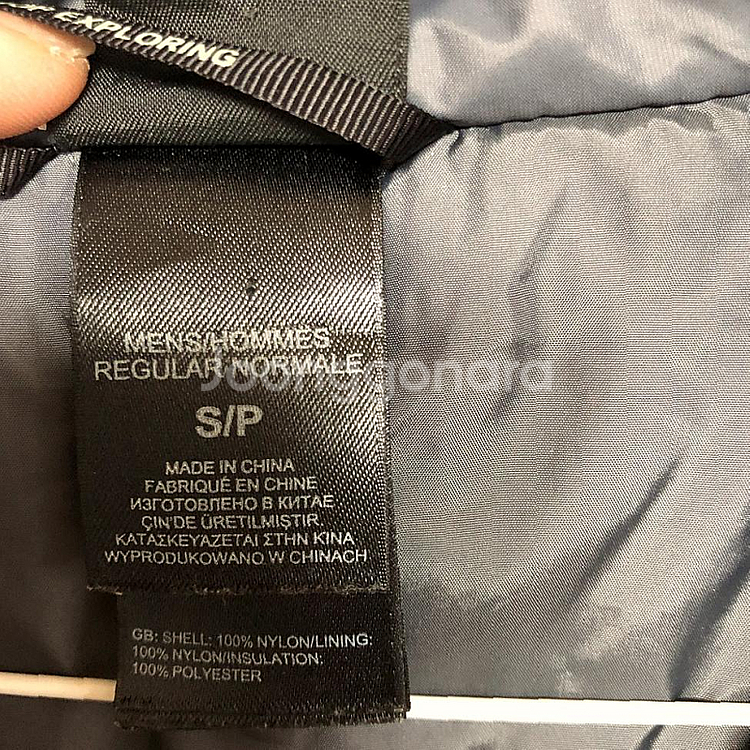 EXPLORING
MENS/HOMMES
REGULAR NORMALE
Joongonara
S/P
MADE IN CHINA
FABRIQUÉ EN CHINE
ИЗГОТОВЛЕНО В КИТАЕ
ÇIN'DE ÜRETILMIŞTIR
ΚΑΤΑΣΚΕΥΑΖΕΤΑΙ ΣΤΗΝ ΚΙΝΑ
WYPRODUKOWANO W CHINACH
GB: SHELL: 100% NYLON/LINING:
100% NYLON/INSULATION:
100% POLYESTER